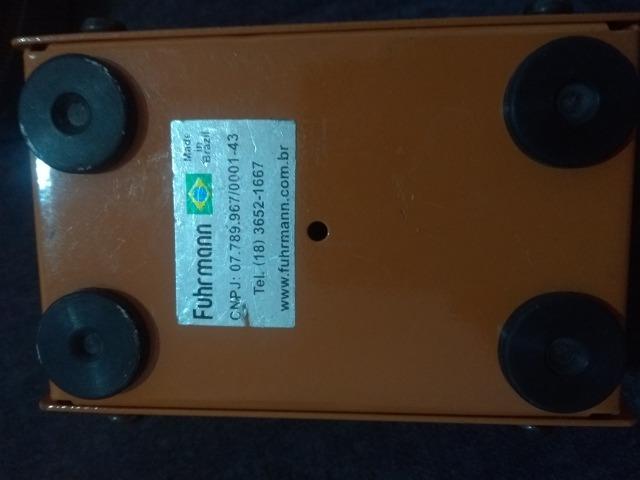 Fuhrmann Made in Brazil
CNPJ: 07.789.967/0001-43
Tel. (18) 3652-1667
www.fuhrmann.com.br